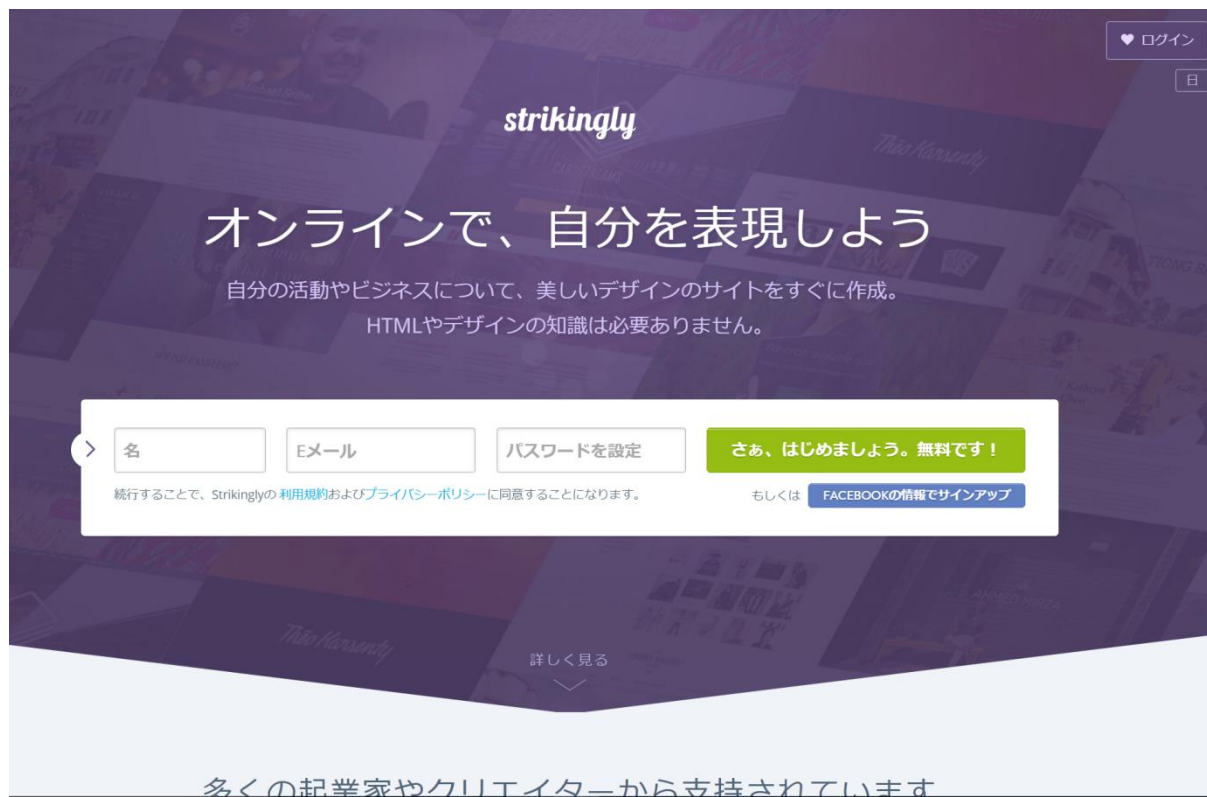 ♥ ログイン
日
strikingly
Théo Hansenty
オンラインで、自分を表現しよう
自分の活動やビジネスについて、美しいデザインのサイトをすぐに作成。
HTMLやデザインの知識は必要ありません。
名
Eメール
パスワードを設定
さぁ、はじめましょう。無料です！
続行することで、Strikinglyの 利用規約およびプライバシーポリシーに同意することになります。
もしくは
FACEBOOKの情報でサインアップ
AHMED MIRZA
詳しく見る
多くの起業家やクリエイターから支持されています